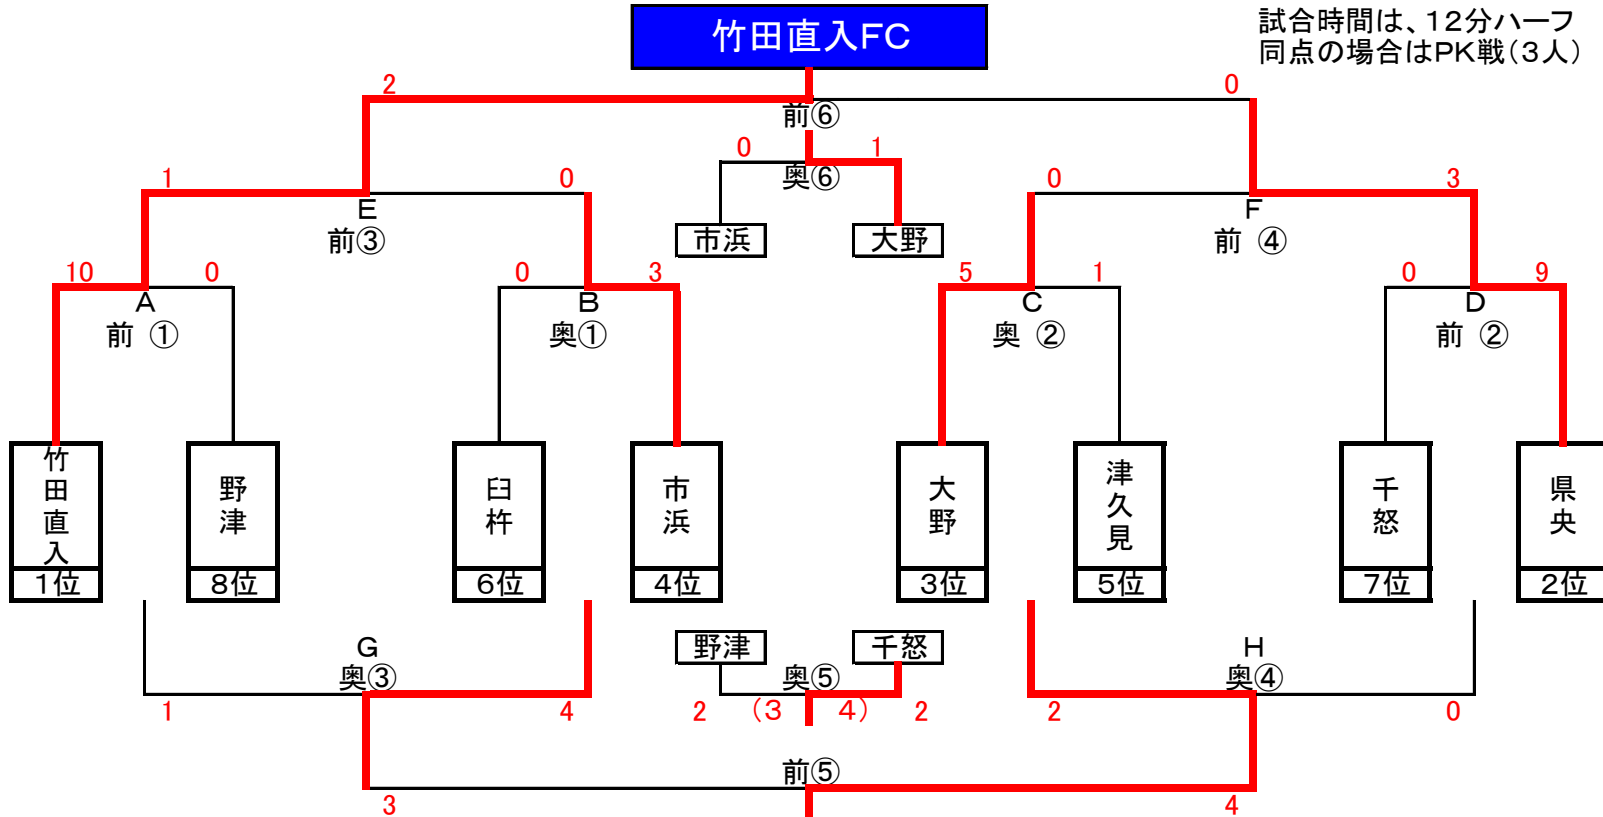 竹田直入FC
試合時間は、12分ハーフ
同点の場合はPK戦(3人)
2
0
前⑥
0
1
奥⑥
1
0
0
3
E
前③
市浜
大野
F
前 ④
10
0
0
3
5
1
0
9
A
前 ①
B
奥①
C
奥 ②
D
前 ②
竹田直入
野津
臼杵
市浜
大野
津久見
千怒
県央
1位
8位
6位
4位
3位
5位
7位
2位
G
奥③
野津
千怒
奥⑤
H
奥④
1
4
2
(3
4)
2
2
0
前⑤
3
4